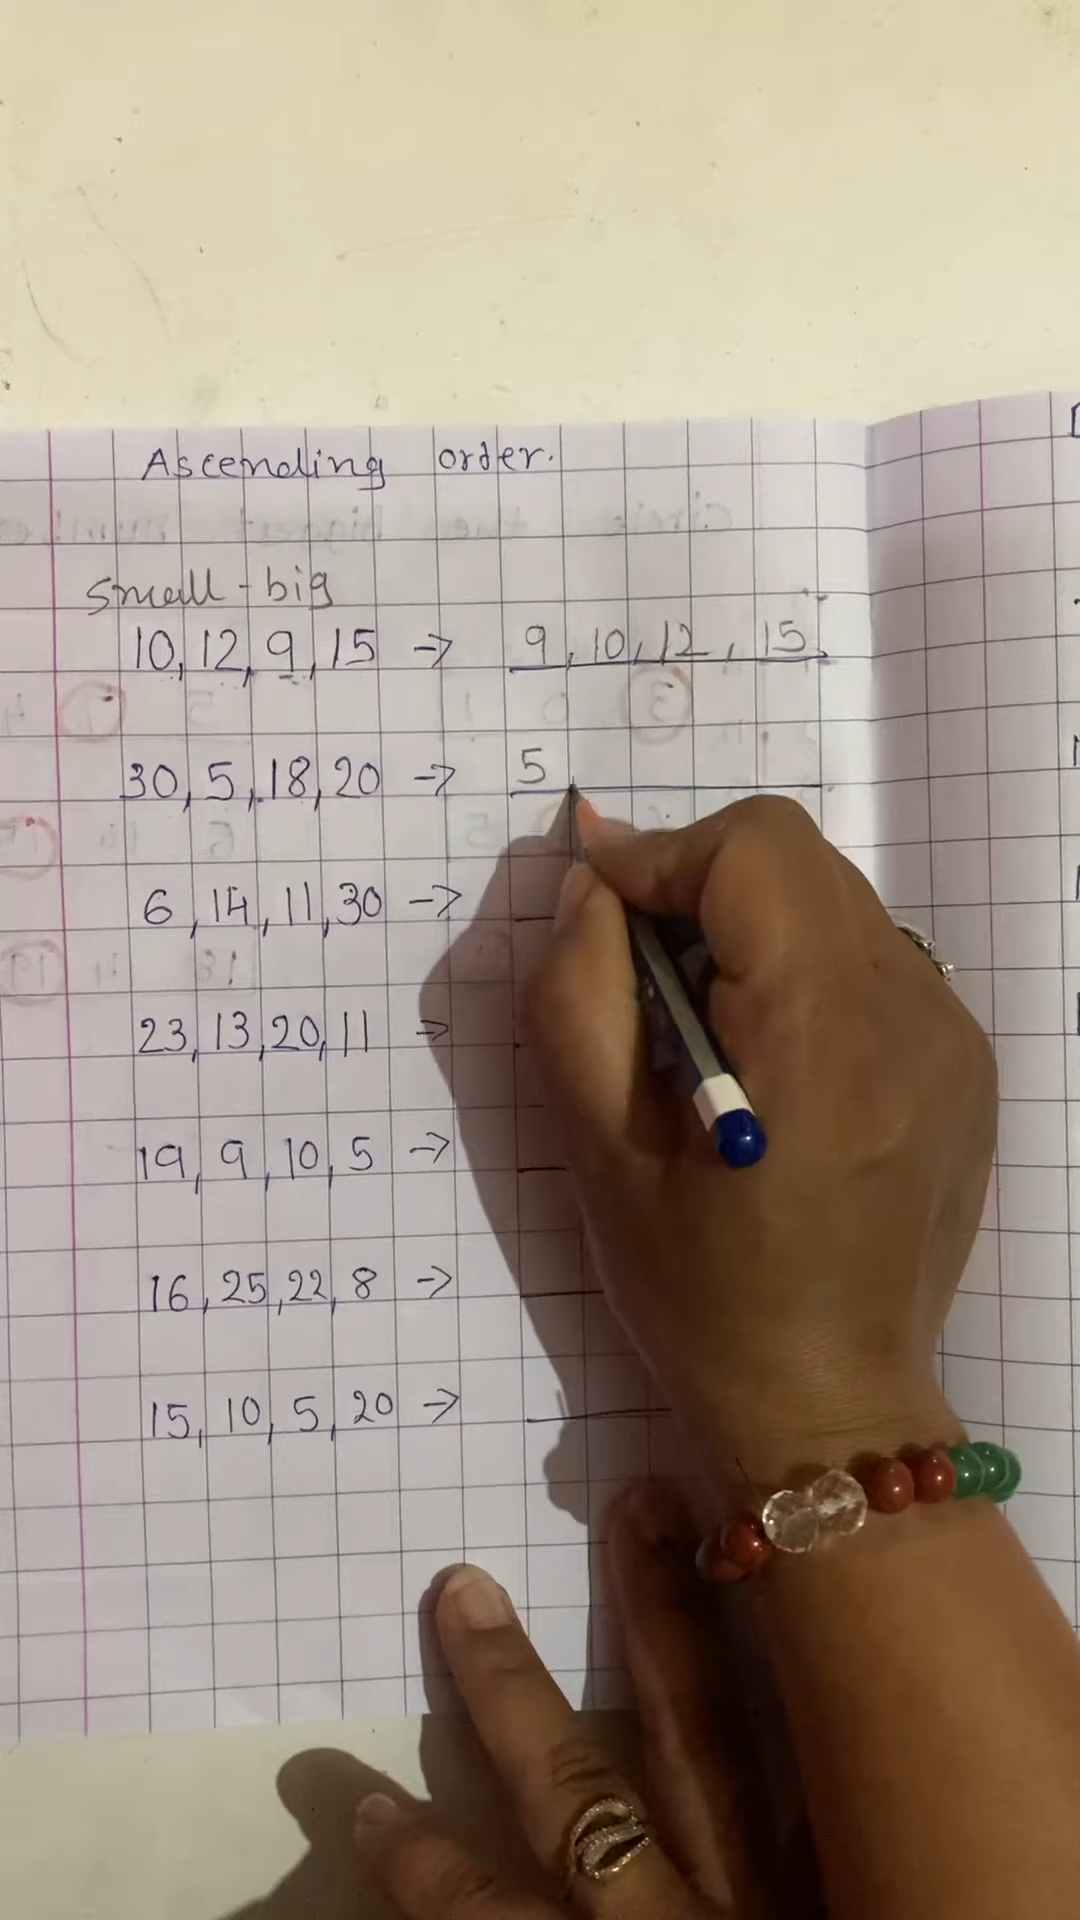 Ascending order.
Small - big
10, 12, 9, 15 → 9, 10, 12, 15.
30, 5, 18, 20 → 5,
6, 14, 11, 30 →
23, 13, 20, 11 →
19, 9, 10, 5 →
16, 25, 22, 8 →
15, 10, 5, 20 →